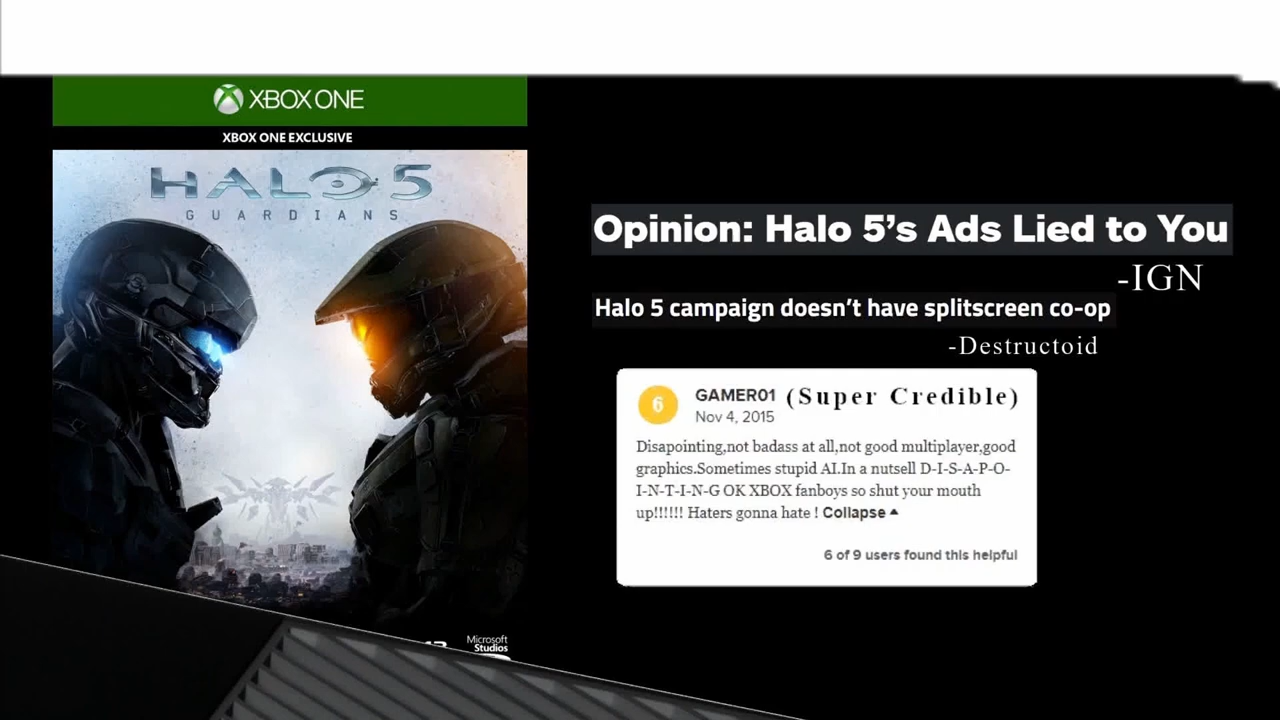 XBOX ONE
XBOX ONE EXCLUSIVE
HALO 5
GUARDIANS
Opinion: Halo 5’s Ads Lied to You
-IGN
Halo 5 campaign doesn’t have splitscreen co-op
-Destructoid
6 GAMER01 (Super Credible)
Nov 4, 2015
Disapointing,not badass at all,not good multiplayer,good
graphics.Sometimes stupid AI.In a nutsell D-I-S-A-P-O-
I-N-T-I-N-G OK XBOX fanboys so shut your mouth
up!!!!!! Haters gonna hate ! Collapse
6 of 9 users found this helpful
Microsoft
Studios